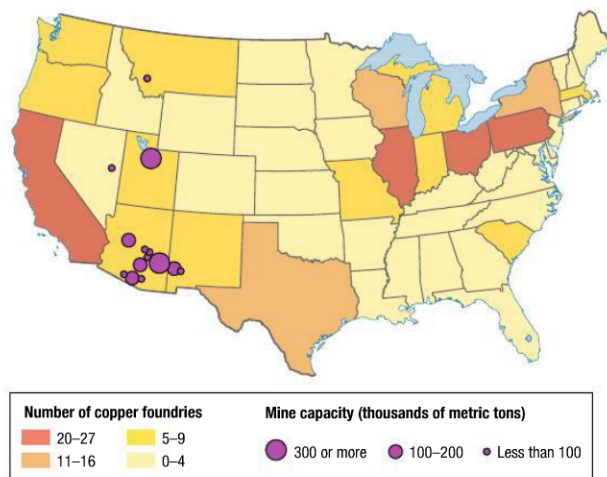 Number of copper foundries
20–27
5–9
11–16
0–4
Mine capacity (thousands of metric tons)
300 or more
100–200
Less than 100